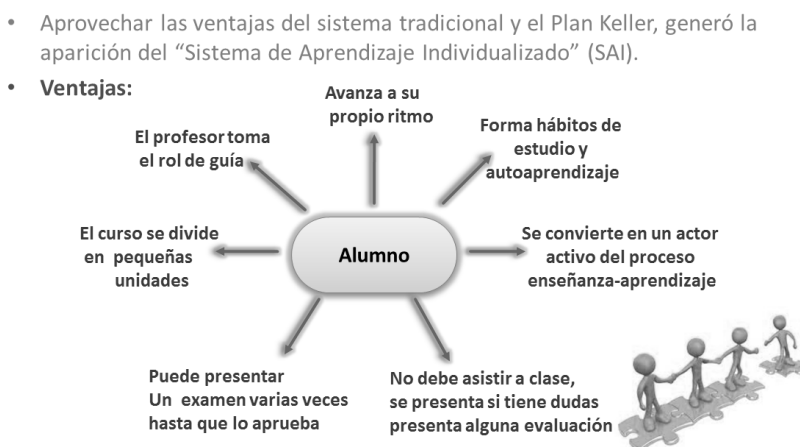 • Aprovechar las ventajas del sistema tradicional y el Plan Keller, generó la
aparición del “Sistema de Aprendizaje Individualizado” (SAI).
• Ventajas:
Avanza a su
propio ritmo
El profesor toma
el rol de guía
Forma hábitos de
estudio y
autoaprendizaje
El curso se divide
en pequeñas
unidades
Alumno
Se convierte en un actor
activo del proceso
enseñanza-aprendizaje
Puede presentar
Un examen varias veces
hasta que lo aprueba
No debe asistir a clase,
se presenta si tiene dudas
presenta alguna evaluación